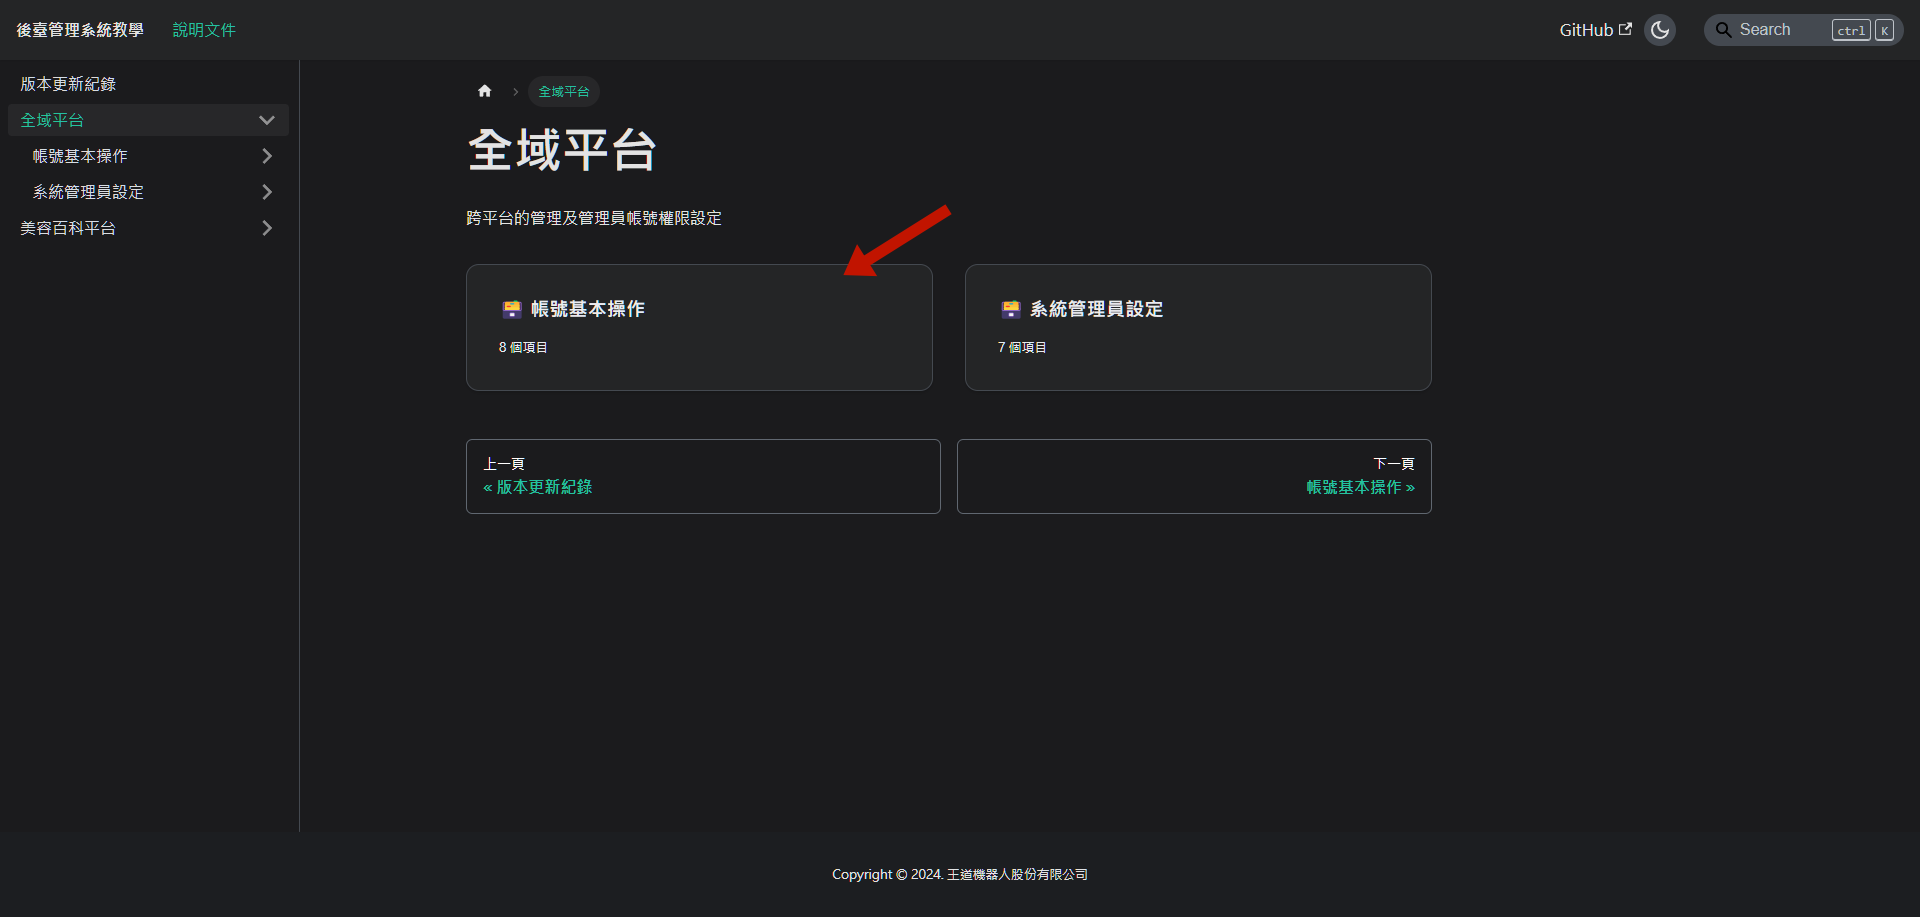 後臺管理系統教學
說明文件
GitHub
Search
ctrl
K
版本更新紀錄
全域平台
帳號基本操作
系統管理員設定
美容百科平台
全域平台
全域平台
跨平台的管理及管理員帳號權限設定
帳號基本操作
8 個項目
系統管理員設定
7 個項目
上一頁
« 版本更新紀錄
下一頁
帳號基本操作 »
Copyright © 2024. 王道機器人股份有限公司